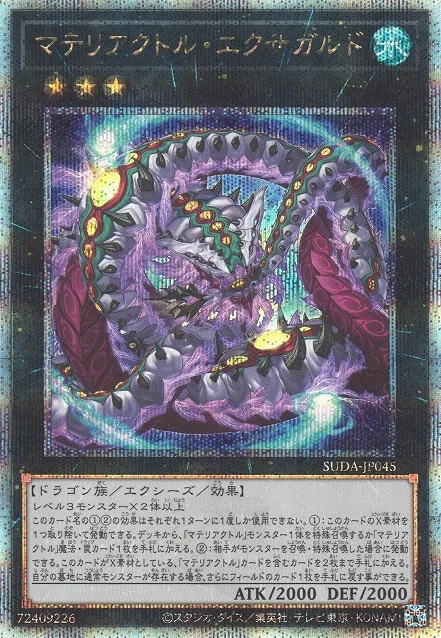 マテリアクトル・エクサガルド
水
SUDA-JP045
【ドラゴン族／エクシーズ／効果】
レベル３モンスター×２体以上
このカード名の①②の効果はそれぞれ１ターンに１度しか使用できない。①：このカードのX素材を
１つ取り除いて発動できる。デッキから、「マテリアクトル」モンスター１体を特殊召喚するか「マテリ
アクトル」魔法・罠カード１枚を手札に加える。②：相手がモンスターを召喚・特殊召喚した場合に発動
できる。このカードのX素材となっている、「マテリアクトル」カードを含むカードを２枚まで手札に加える。
自分の墓地に通常モンスターが存在する場合、さらにフィールドのカード１枚を手札に戻す事ができる。
ATK/2000 DEF/2000
72409226 ©スタジオ・ダイス／集英社・テレビ東京・KONAMI